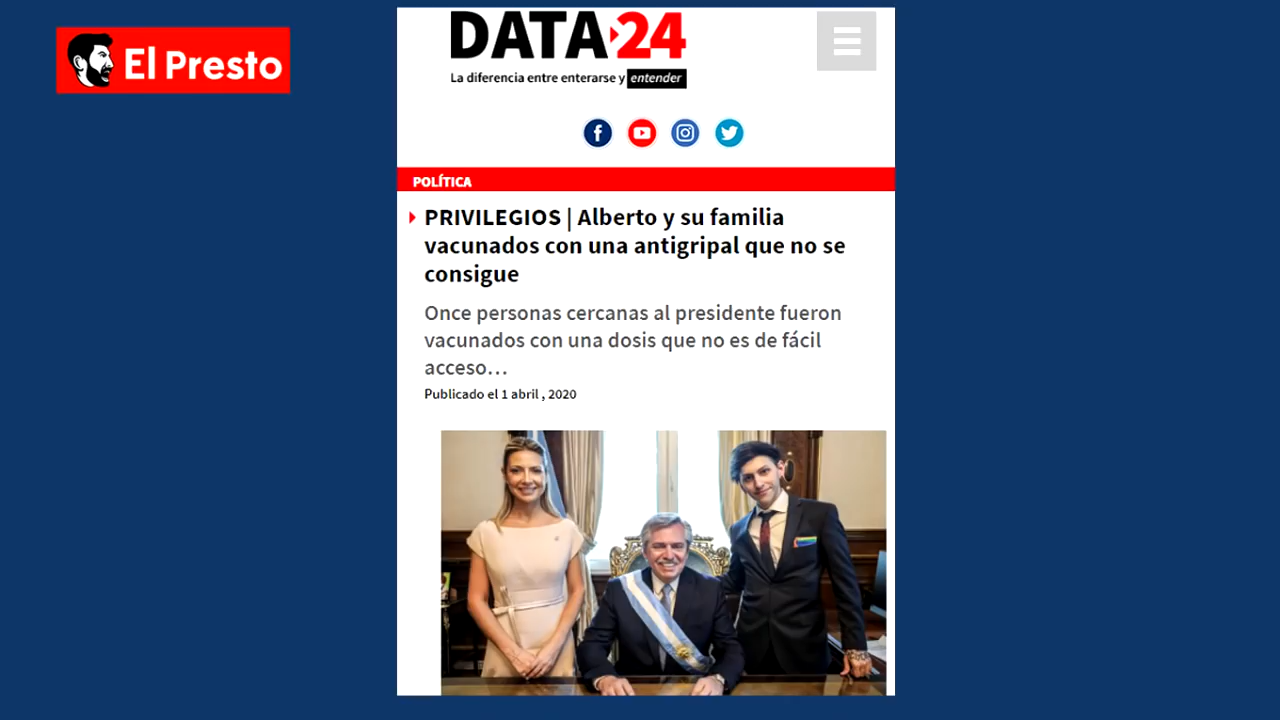 El Presto
DATA24
La diferencia entre enterarse y entender
POLÍTICA
PRIVILEGIOS | Alberto y su familia
vacunados con una antigripal que no se
consigue
Once personas cercanas al presidente fueron
vacunados con una dosis que no es de fácil
acceso…
Publicado el 1 abril , 2020